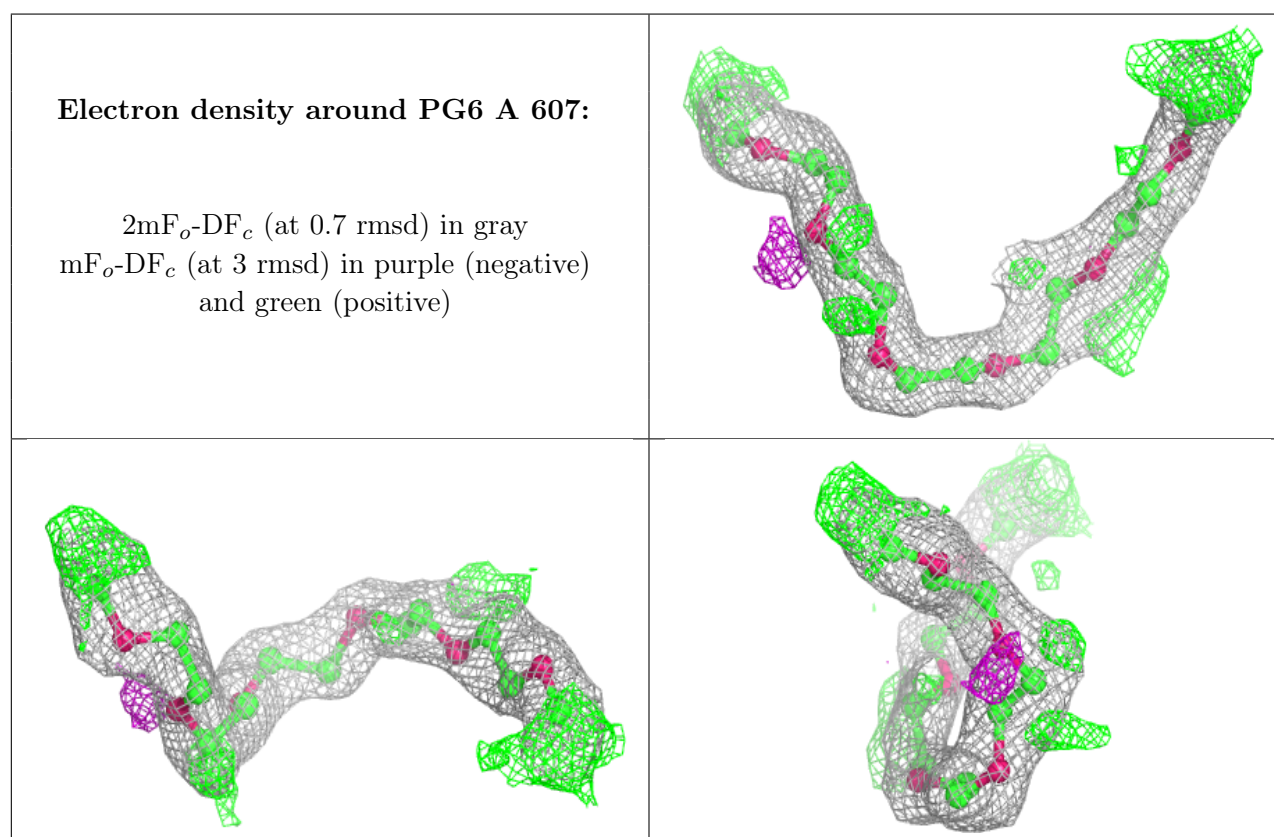 Electron density around PG6 A 607:
2mFo-DFc (at 0.7 rmsd) in gray
mFo-DFc (at 3 rmsd) in purple (negative)
and green (positive)